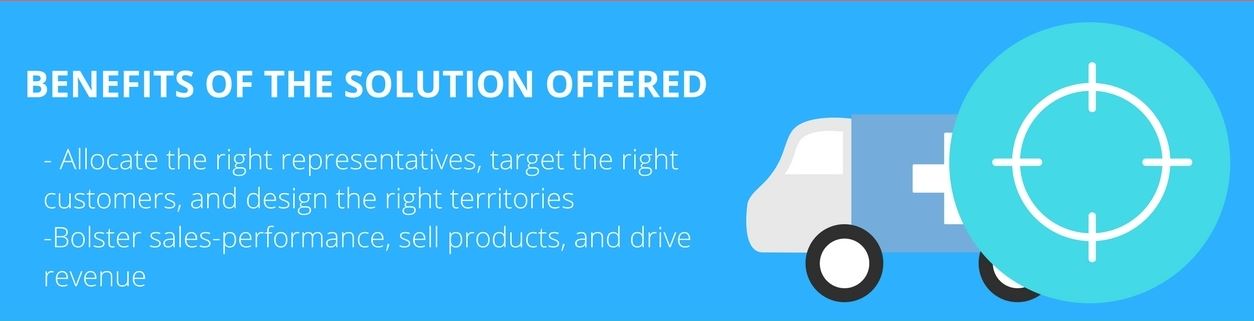 BENEFITS OF THE SOLUTION OFFERED
- Allocate the right representatives, target the right
customers, and design the right territories
-Bolster sales-performance, sell products, and drive
revenue